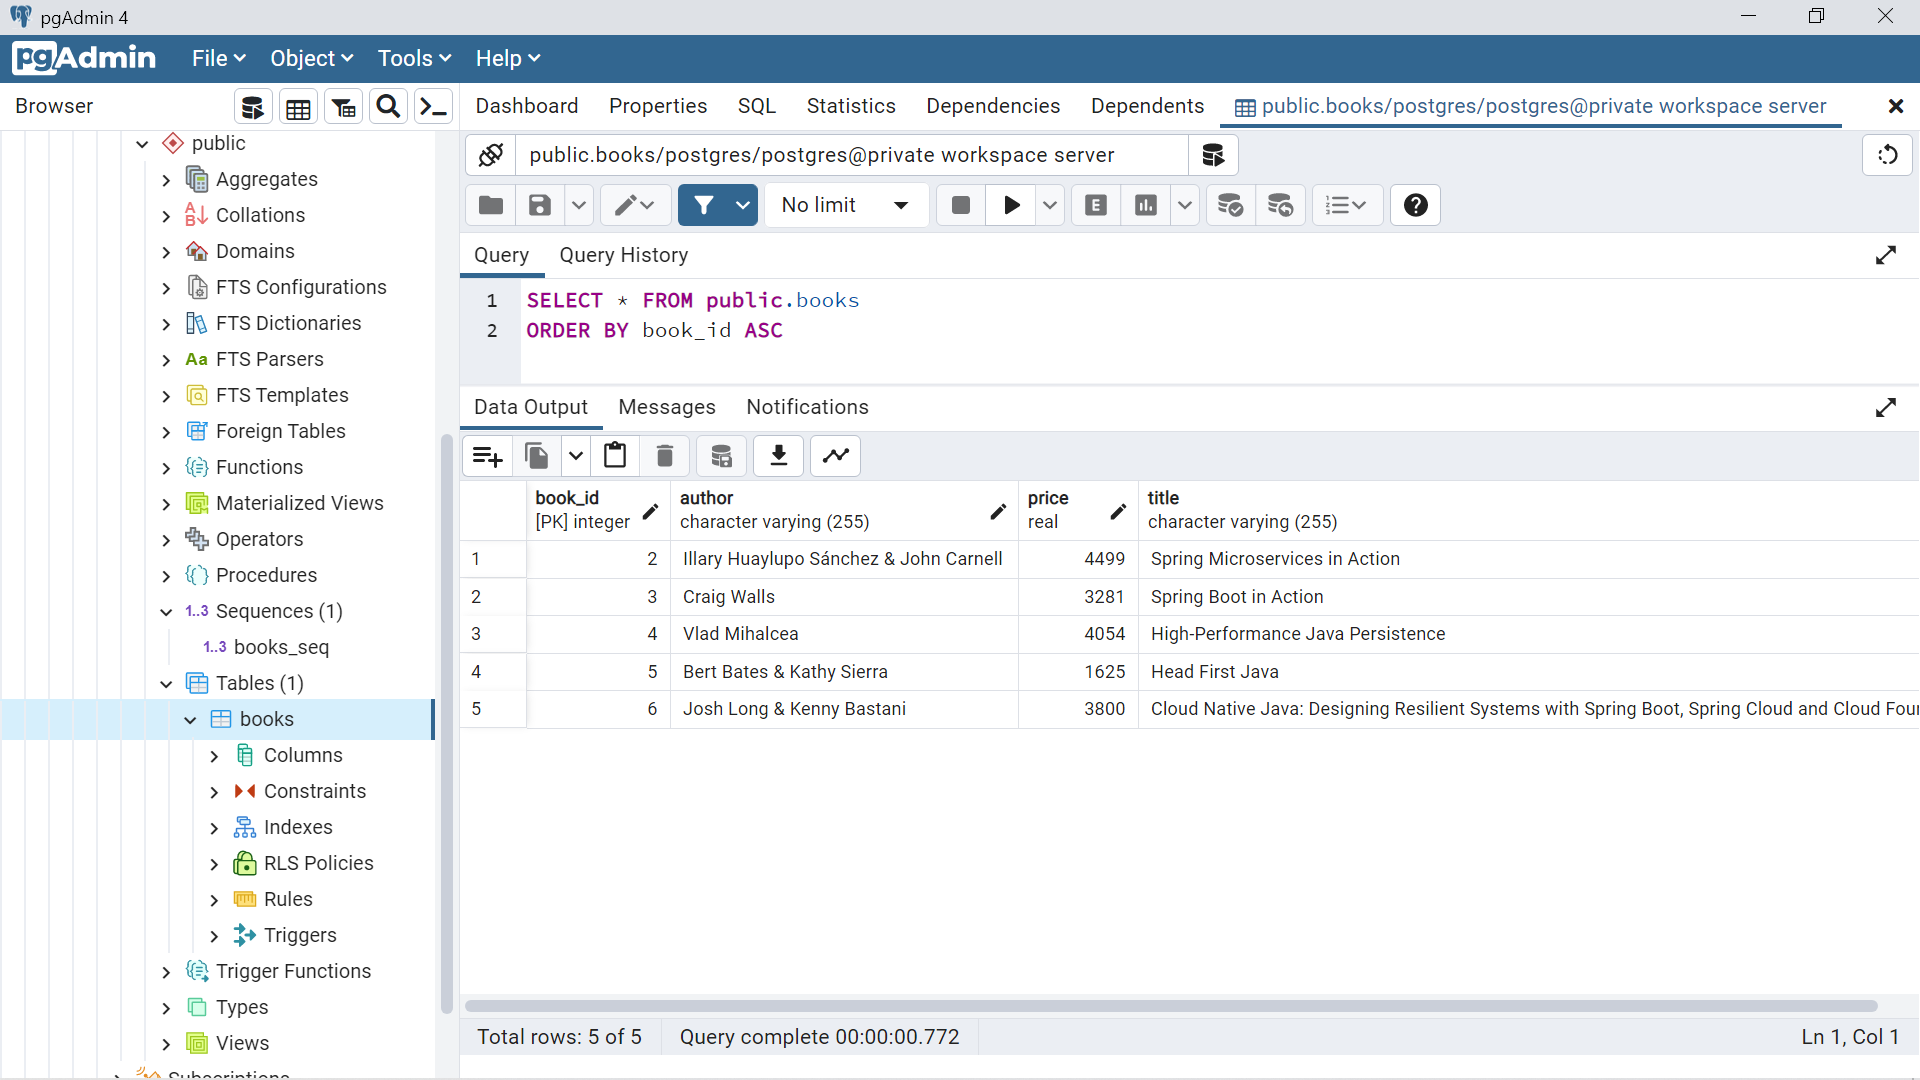 pgAdmin 4
pgAdmin File Object Tools Help
Browser
Dashboard Properties SQL Statistics Dependencies Dependents public.books/postgres/postgres@private workspace server
public
Aggregates
Collations
Domains
FTS Configurations
FTS Dictionaries
Aa FTS Parsers
FTS Templates
Foreign Tables
Functions
Materialized Views
Operators
Procedures
1..3 Sequences (1)
1..3 books_seq
Tables (1)
books
Columns
Constraints
Indexes
RLS Policies
Rules
Triggers
Trigger Functions
Types
Views
Subscriptions
public.books/postgres/postgres@private workspace server
No limit
E
Query Query History
1 SELECT * FROM public.books
2 ORDER BY book_id ASC
Data Output Messages Notifications
book_id author price title
[PK] integer character varying (255) real character varying (255)
1 2 Illary Huaylupo Sánchez & John Carnell 4499 Spring Microservices in Action
2 3 Craig Walls 3281 Spring Boot in Action
3 4 Vlad Mihalcea 4054 High-Performance Java Persistence
4 5 Bert Bates & Kathy Sierra 1625 Head First Java
5 6 Josh Long & Kenny Bastani 3800 Cloud Native Java: Designing Resilient Systems with Spring Boot, Spring Cloud and Cloud Fou
Total rows: 5 of 5 Query complete 00:00:00.772 Ln 1, Col 1